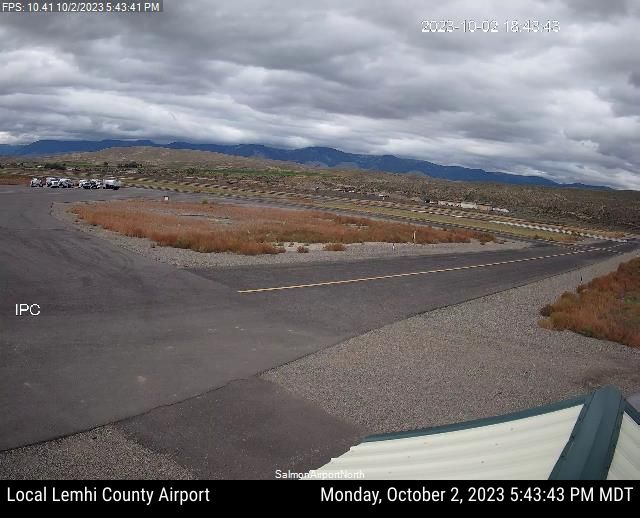 FPS: 10.41 10/2/2023 5:43:41 PM
2023-10-02 18:43:43
IPC
SalmonAirportNorth
Local Lemhi County Airport
Monday, October 2, 2023 5:43:43 PM MDT